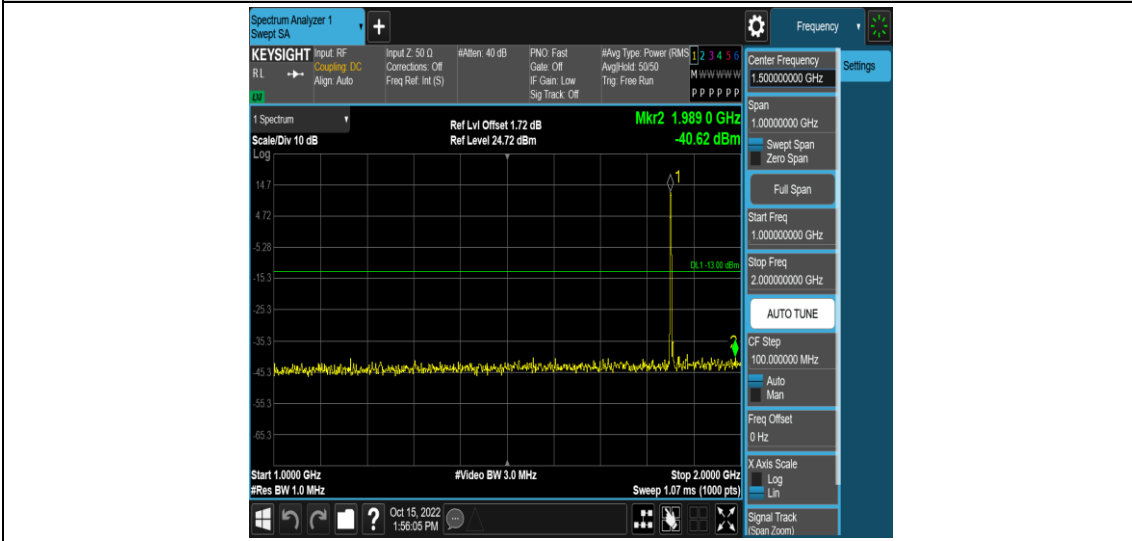 Spectrum Analyzer 1
Swept SA
+
Frequency
KEYSIGHT
RL
Input: RF
Coupling: DC
Align: Auto
Input Z: 50 Ω
Corrections: Off
Freq Ref: Int (S)
#Atten: 40 dB
PNO: Fast
Gate: Off
IF Gain: Low
Sig Track: Off
#Avg Type: Power (RMS
Avg|Hold: 50/50
Trig: Free Run
1 2 3 4 5 6
M W W W W W
P P P P P P
Center Frequency
1.500000000 GHz
Settings
1 Spectrum
Scale/Div 10 dB
Log
Ref Lvl Offset 1.72 dB
Ref Level 24.72 dBm
Mkr2 1.989 0 GHz
-40.62 dBm
Span
1.00000000 GHz
Swept Span
Zero Span
Full Span
Start Freq
1.000000000 GHz
Stop Freq
2.000000000 GHz
AUTO TUNE
CF Step
100.000000 MHz
Auto
Man
Freq Offset
0 Hz
X Axis Scale
Log
Lin
Signal Track
(Span Zoom)
14.7
4.72
-5.28
-15.3
-25.3
-35.3
-45.3
-55.3
-65.3
1
DL1 -13.00 dBm
2
Start 1.0000 GHz
#Res BW 1.0 MHz
#Video BW 3.0 MHz
Stop 2.0000 GHz
Sweep 1.07 ms (1000 pts)
?
Oct 15, 2022
1:56:05 PM